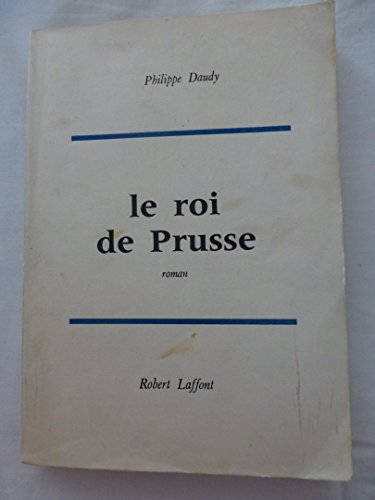 Philippe Daudy
le roi
de Prusse
roman
Robert Laffont